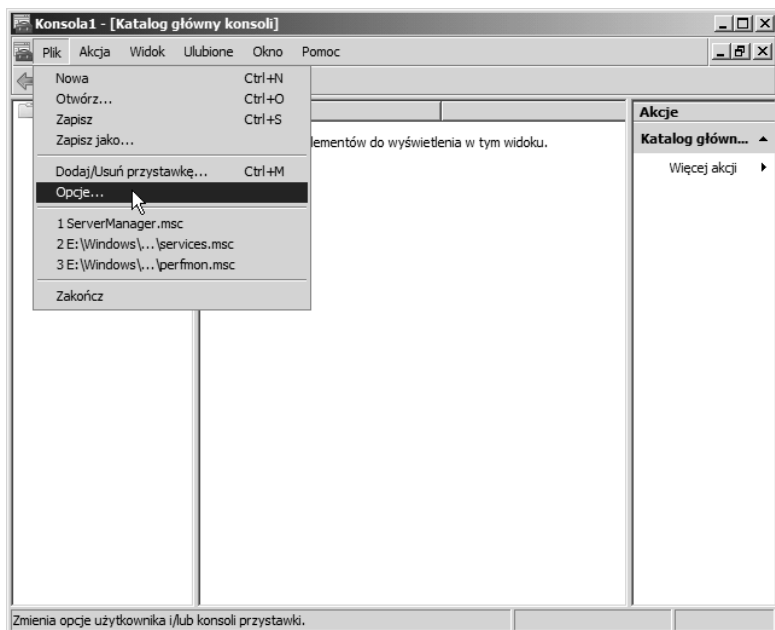 Konsola1 - [Katalog główny konsoli]
Plik Akcja Widok Ulubione Okno Pomoc
Nowa Ctrl+N
Otwórz... Ctrl+O
Zapisz Ctrl+S
Zapisz jako...
Dodaj/Usuń przystawkę... Ctrl+M
Opcje...
1 ServerManager.msc
2 E:\Windows\...\services.msc
3 E:\Windows\...\perfmon.msc
Zakończ
do wyświetlenia w tym widoku.
Akcje
Katalog główn...
Więcej akcji
Zmienia opcje użytkownika i/lub konsoli przystawki.